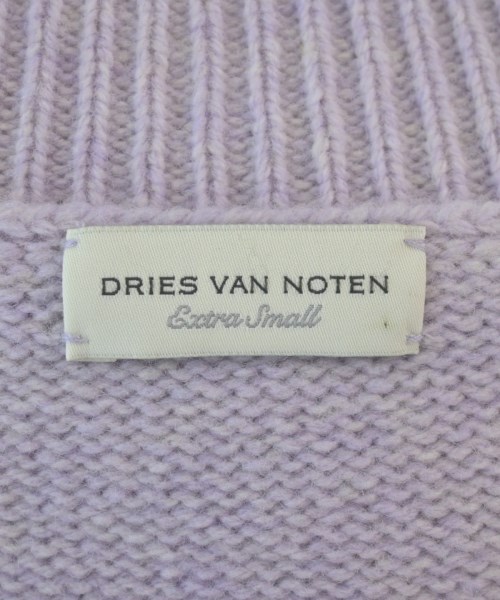 DRIES VAN NOTEN
Extra Small